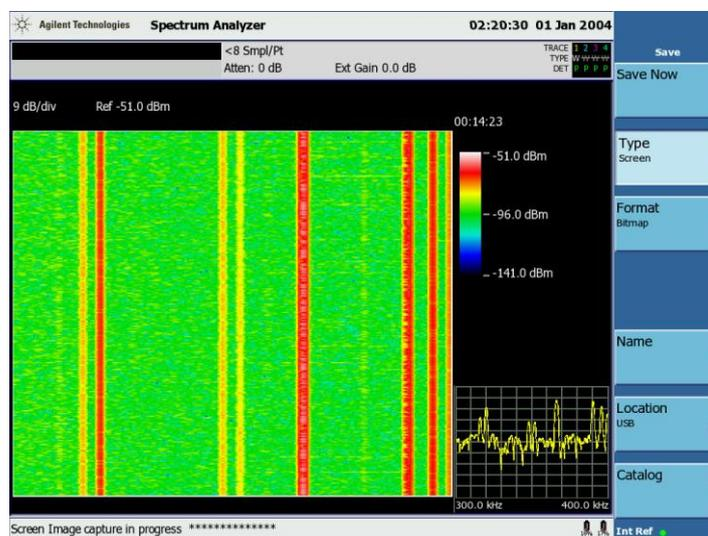 Agilent Technologies Spectrum Analyzer 02:20:30 01 Jan 2004
Save
<8 Smpl/Pt
Atten: 0 dB Ext Gain 0.0 dB
TRACE 1 2 3 4
TYPE W W W W
DET P P P P
Save Now
9 dB/div Ref -51.0 dBm
00:14:23
-51.0 dBm
-96.0 dBm
-141.0 dBm
Type
Screen
Format
Bitmap
Name
Location
USB
Catalog
300.0 kHz 400.0 kHz
Screen Image capture in progress **************
Int Ref